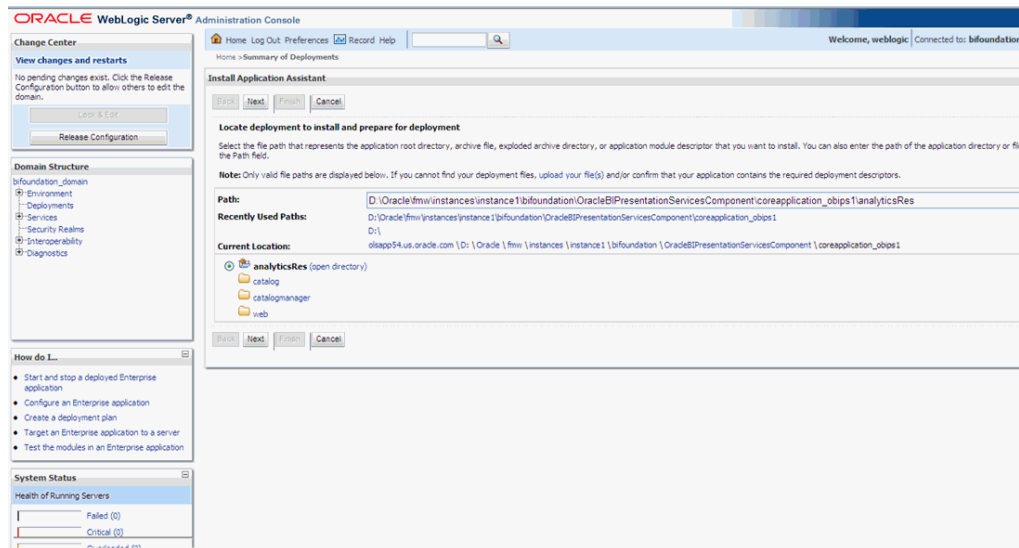 ORACLE WebLogic Server® Administration Console
Change Center
View changes and restarts
No pending changes exist. Click the Release
Configuration button to allow others to edit the
domain.
Lock & Edit
Release Configuration
Domain Structure
bifoundation_domain
Environment
Deployments
Services
Security Realms
Interoperability
Diagnostics
How do I...
Start and stop a deployed Enterprise
application
Configure an Enterprise application
Create a deployment plan
Target an Enterprise application to a server
Test the modules in an Enterprise application
System Status
Health of Running Servers
Failed (0)
Critical (0)
Overloaded (0)
Home Log Out Preferences Record Help
Welcome, weblogic Connected to: bifoundation
Home >Summary of Deployments
Install Application Assistant
Back Next Finish Cancel
Locate deployment to install and prepare for deployment
Select the file path that represents the application root directory, archive file, exploded archive directory, or application module descriptor that you want to install. You can also enter the path of the application directory or fil
the Path field.
Note: Only valid file paths are displayed below. If you cannot find your deployment files, upload your file(s) and/or confirm that your application contains the required deployment descriptors.
Path: D:\Oracle\fmw\instances\instance1\bifoundation\OracleBIPresentationServicesComponent\coreapplication_obips1\analyticsRes
Recently Used Paths: D:\Oracle\fmw\instances\instance1\bifoundation\OracleBIPresentationServicesComponent\coreapplication_obips1
D:\
Current Location: olsapp54.us.oracle.com \ D: \ Oracle \ fmw \ instances \ instance1 \ bifoundation \ OracleBIPresentationServicesComponent \ coreapplication_obips1
analyticsRes (open directory)
catalog
catalogmanager
web
Back Next Finish Cancel